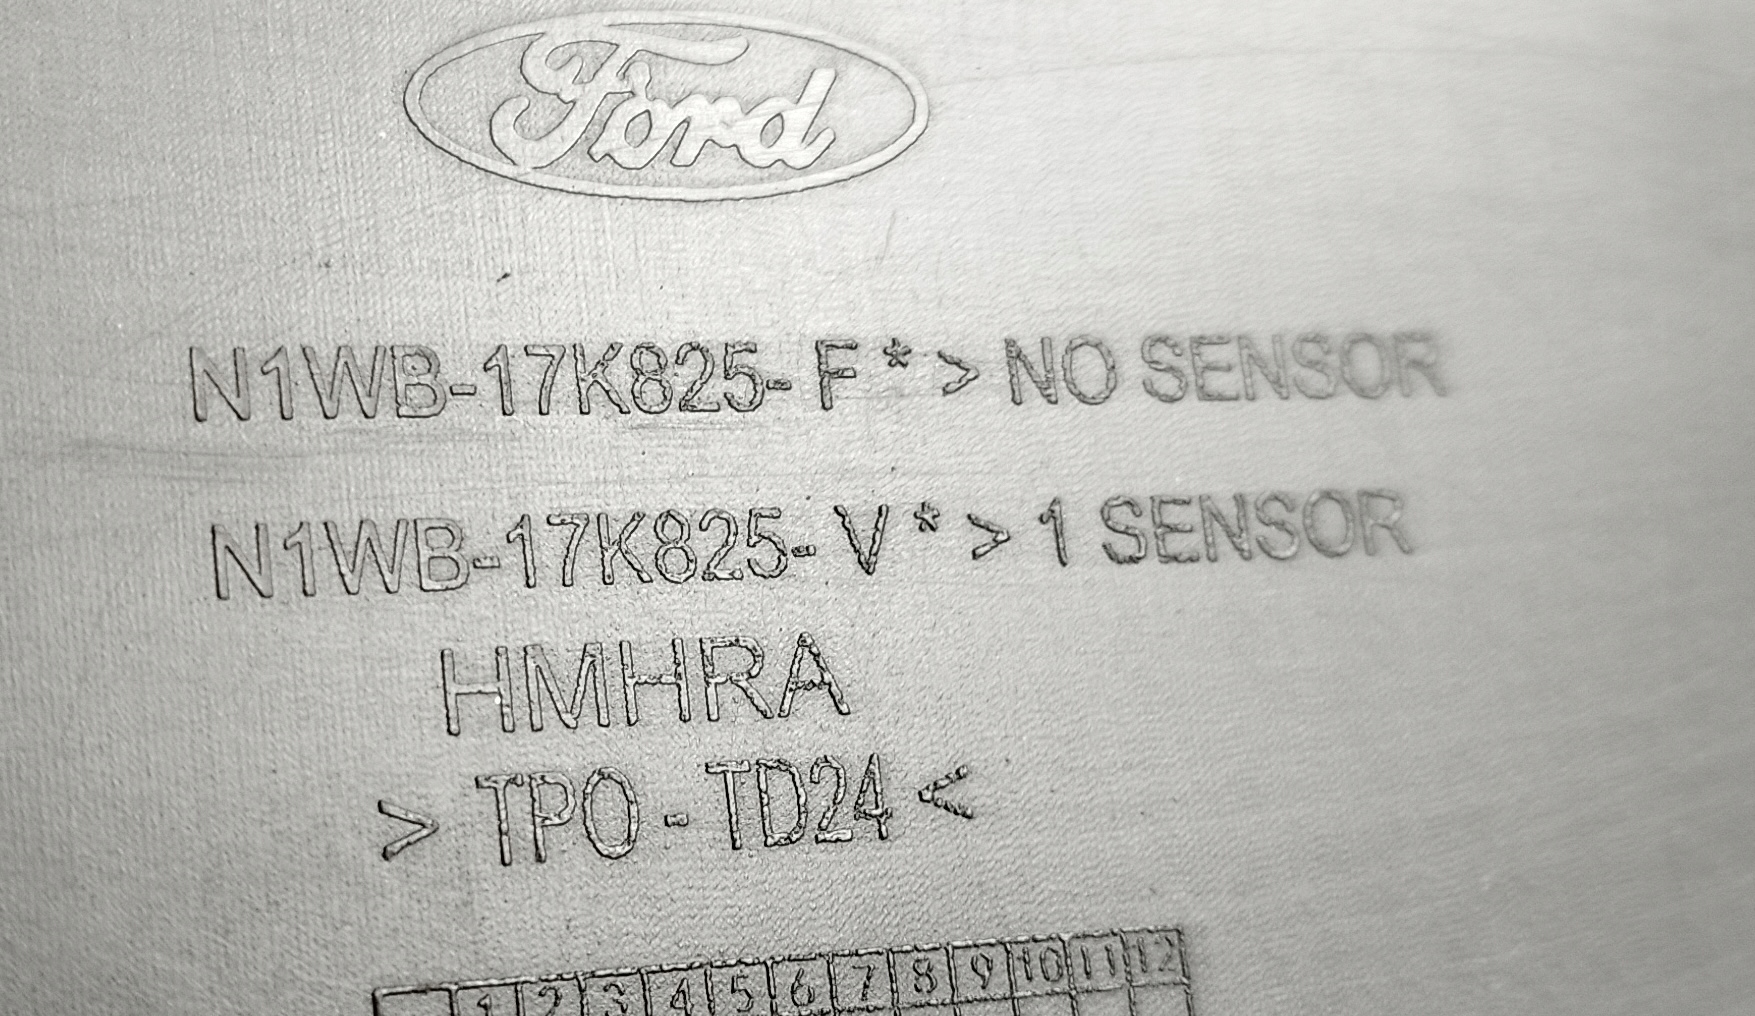 Ford
N1WB-17K825-F*> NO SENSOR
N1WB-17K825-V*> 1 SENSOR
HMHRA
>TPO-TD24<
1 2 3 4 5 6 7 8 9 10 11 12